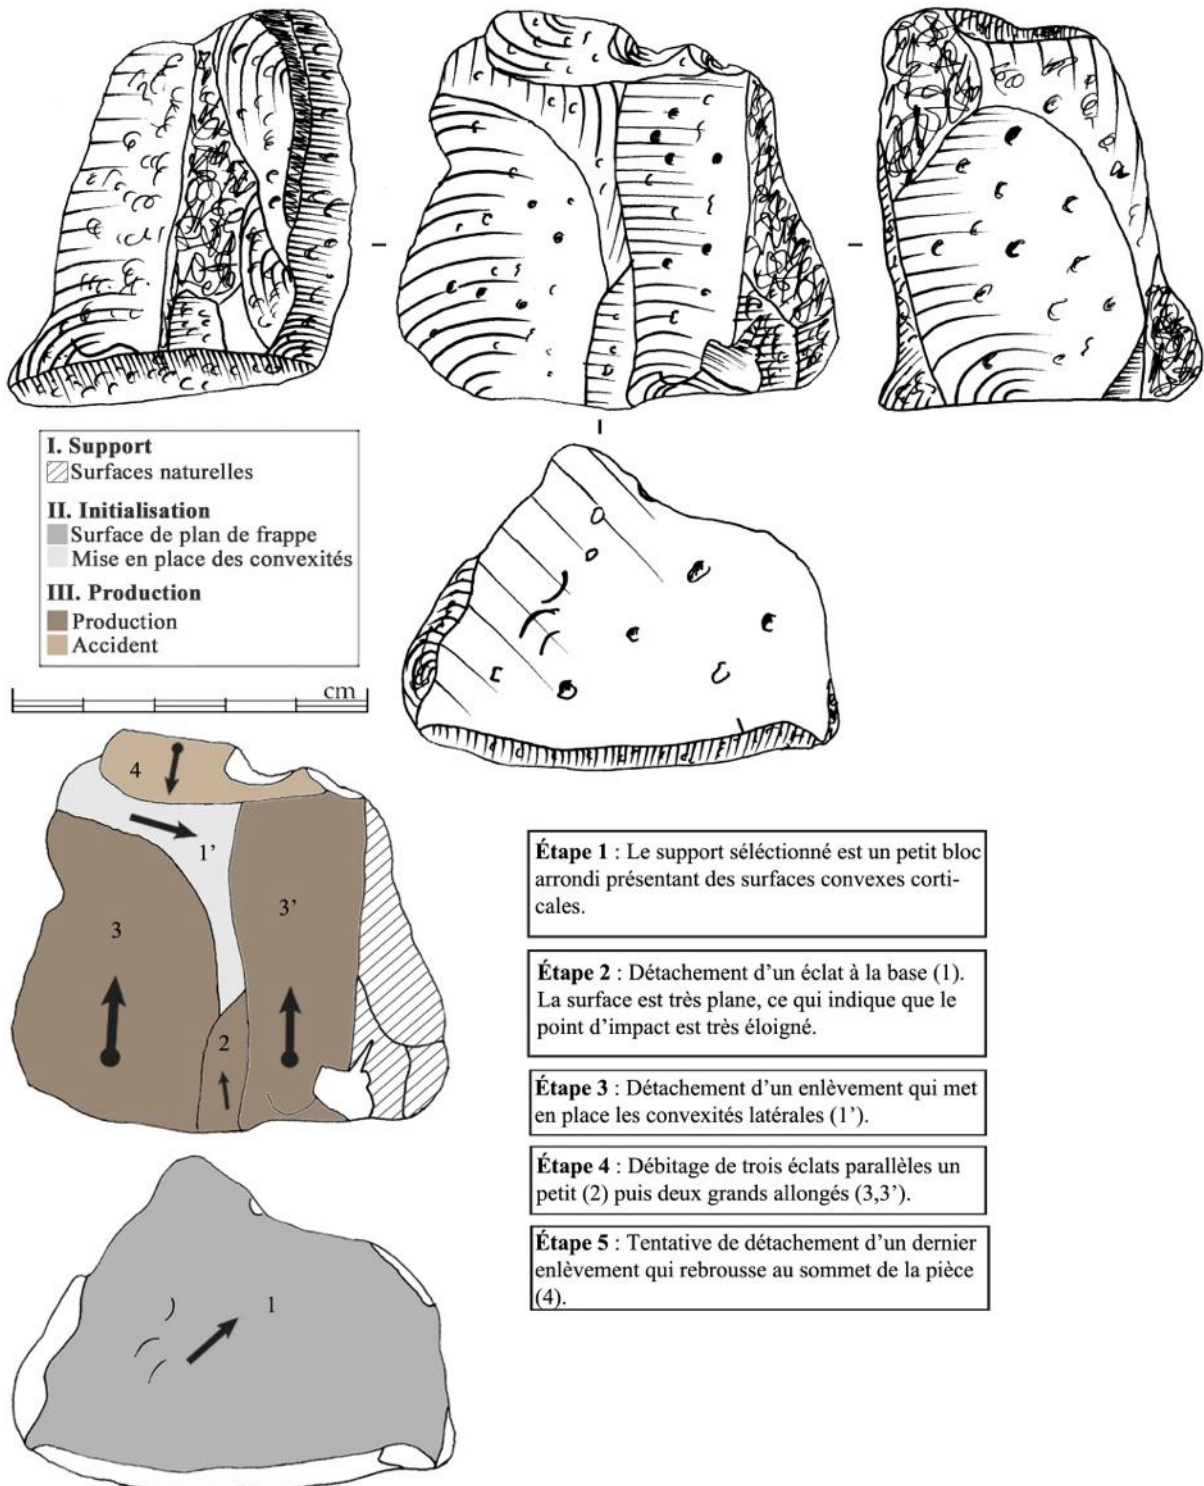 I. Support
Surfaces naturelles
II. Initialisation
Surface de plan de frappe
Mise en place des convexités
III. Production
Production
Accident
cm
4
1'
3
3'
2
1
Étape 1 : Le support séléctionné est un petit bloc
arrondi présentant des surfaces convexes corti-
cales.
Étape 2 : Détachement d'un éclat à la base (1).
La surface est très plane, ce qui indique que le
point d'impact est très éloigné.
Étape 3 : Détachement d'un enlèvement qui met
en place les convexités latérales (1').
Étape 4 : Débitage de trois éclats parallèles un
petit (2) puis deux grands allongés (3,3').
Étape 5 : Tentative de détachement d'un dernier
enlèvement qui rebrousse au sommet de la pièce
(4).